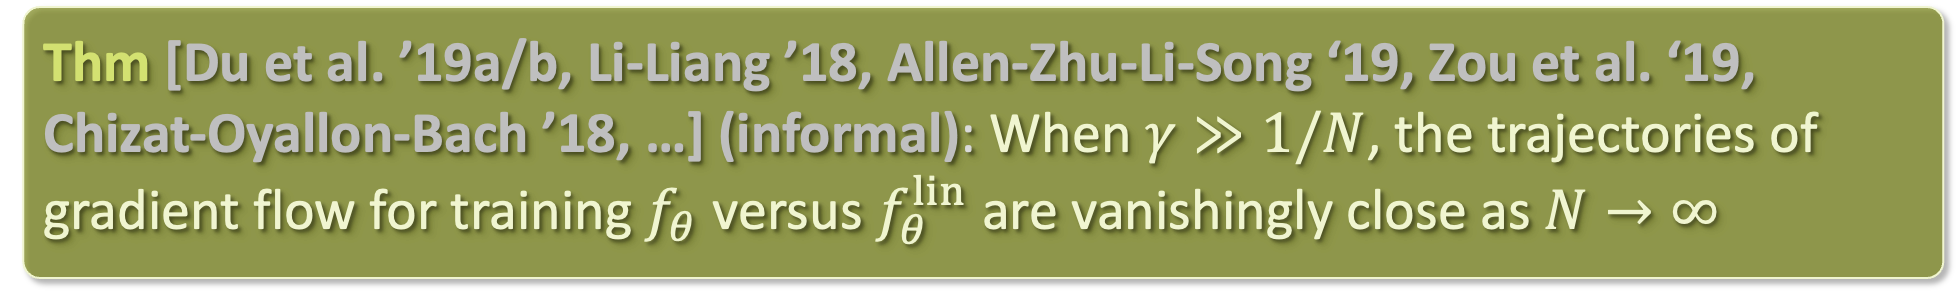 Thm [Du et al. ’19a/b, Li-Liang ’18, Allen-Zhu-Li-Song ‘19, Zou et al. ‘19,
Chizat-Oyallon-Bach ’18, …] (informal): When γ ≫ 1/N, the trajectories of
gradient flow for training f_θ versus f_θ^lin are vanishingly close as N → ∞